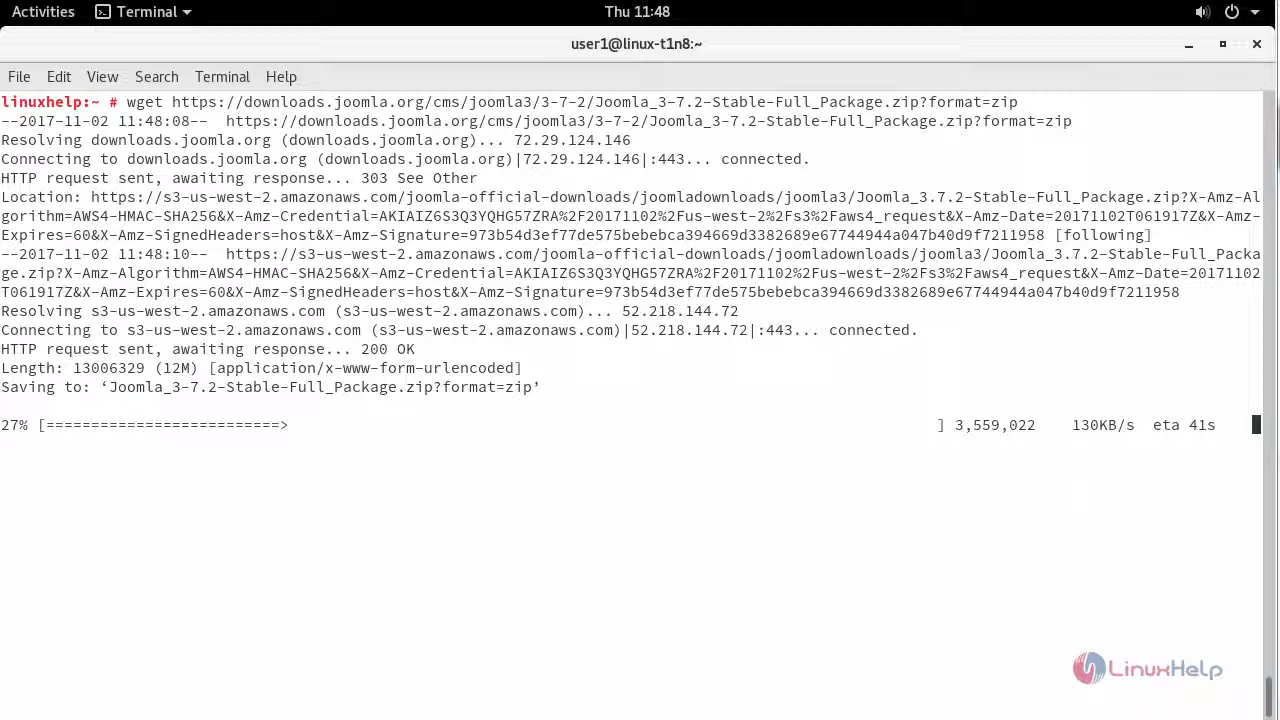 Activities Terminal Thu 11:48
user1@linux-t1n8:~
File Edit View Search Terminal Help
linuxhelp:~ # wget https://downloads.joomla.org/cms/joomla3/3-7-2/Joomla_3-7.2-Stable-Full_Package.zip?format=zip
--2017-11-02 11:48:08-- https://downloads.joomla.org/cms/joomla3/3-7-2/Joomla_3-7.2-Stable-Full_Package.zip?format=zip
Resolving downloads.joomla.org (downloads.joomla.org)... 72.29.124.146
Connecting to downloads.joomla.org (downloads.joomla.org)|72.29.124.146|:443... connected.
HTTP request sent, awaiting response... 303 See Other
Location: https://s3-us-west-2.amazonaws.com/joomla-official-downloads/joomladownloads/joomla3/Joomla_3.7.2-Stable-Full_Package.zip?X-Amz-Al
gorithm=AWS4-HMAC-SHA256&X-Amz-Credential=AKIAIZ6S3Q3YQHG57ZRA%2F20171102%2Fus-west-2%2Fs3%2Faws4_request&X-Amz-Date=20171102T061917Z&X-Amz-
Expires=60&X-Amz-SignedHeaders=host&X-Amz-Signature=973b54d3ef77de575bebebca394669d3382689e67744944a047b40d9f7211958 [following]
--2017-11-02 11:48:10-- https://s3-us-west-2.amazonaws.com/joomla-official-downloads/joomladownloads/joomla3/Joomla_3.7.2-Stable-Full_Packa
ge.zip?X-Amz-Algorithm=AWS4-HMAC-SHA256&X-Amz-Credential=AKIAIZ6S3Q3YQHG57ZRA%2F20171102%2Fus-west-2%2Fs3%2Faws4_request&X-Amz-Date=20171102
T061917Z&X-Amz-Expires=60&X-Amz-SignedHeaders=host&X-Amz-Signature=973b54d3ef77de575bebebca394669d3382689e67744944a047b40d9f7211958
Resolving s3-us-west-2.amazonaws.com (s3-us-west-2.amazonaws.com)... 52.218.144.72
Connecting to s3-us-west-2.amazonaws.com (s3-us-west-2.amazonaws.com)|52.218.144.72|:443... connected.
HTTP request sent, awaiting response... 200 OK
Length: 13006329 (12M) [application/x-www-form-urlencoded]
Saving to: ‘Joomla_3-7.2-Stable-Full_Package.zip?format=zip’
27% [==========================> ] 3,559,022 130KB/s eta 41s
LinuxHelp